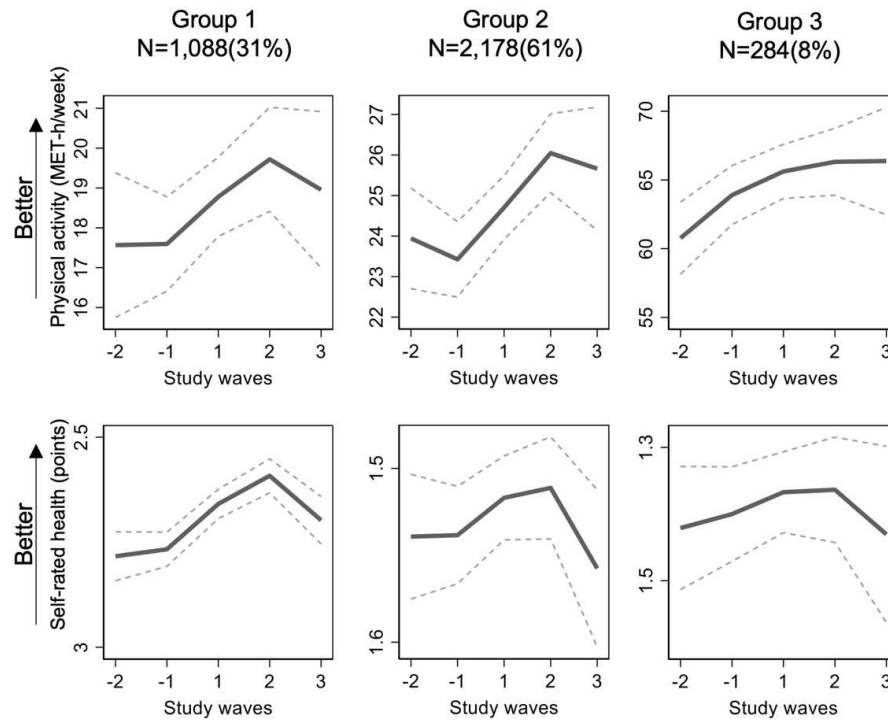 Group 1
N=1,088(31%)
Group 2
N=2,178(61%)
Group 3
N=284(8%)
Better
Physical activity (MET-h/week)
21
20
19
18
17
16
-2 -1 1 2 3
Study waves
27
26
25
24
23
22
-2 -1 1 2 3
Study waves
70
65
60
55
-2 -1 1 2 3
Study waves
Better
Self-rated health (points)
2.5
3
-2 -1 1 2 3
Study waves
1.5
1.6
-2 -1 1 2 3
Study waves
1.3
1.5
-2 -1 1 2 3
Study waves